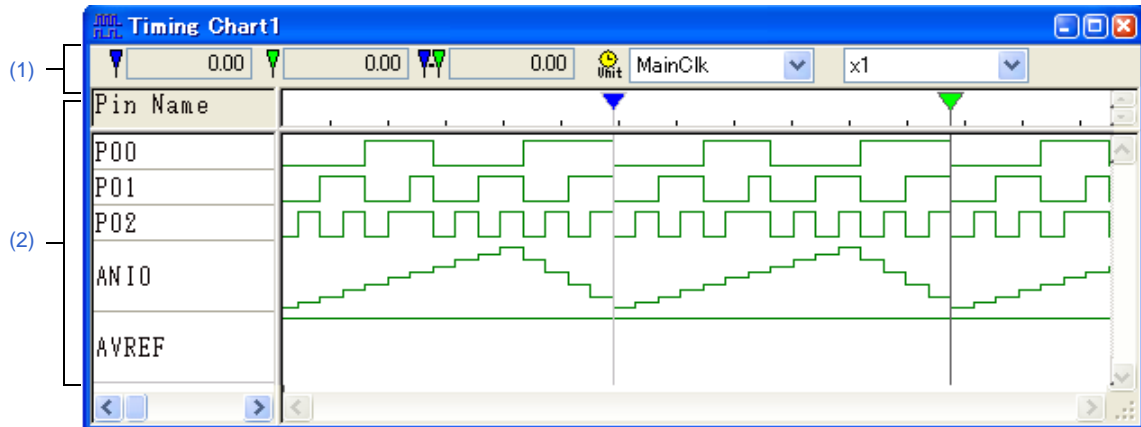 Timing Chart1
(1)
0.00 0.00 0.00 Unit MainClk x1
Pin Name
P00
P01
P02
(2)
ANI0
AVREF